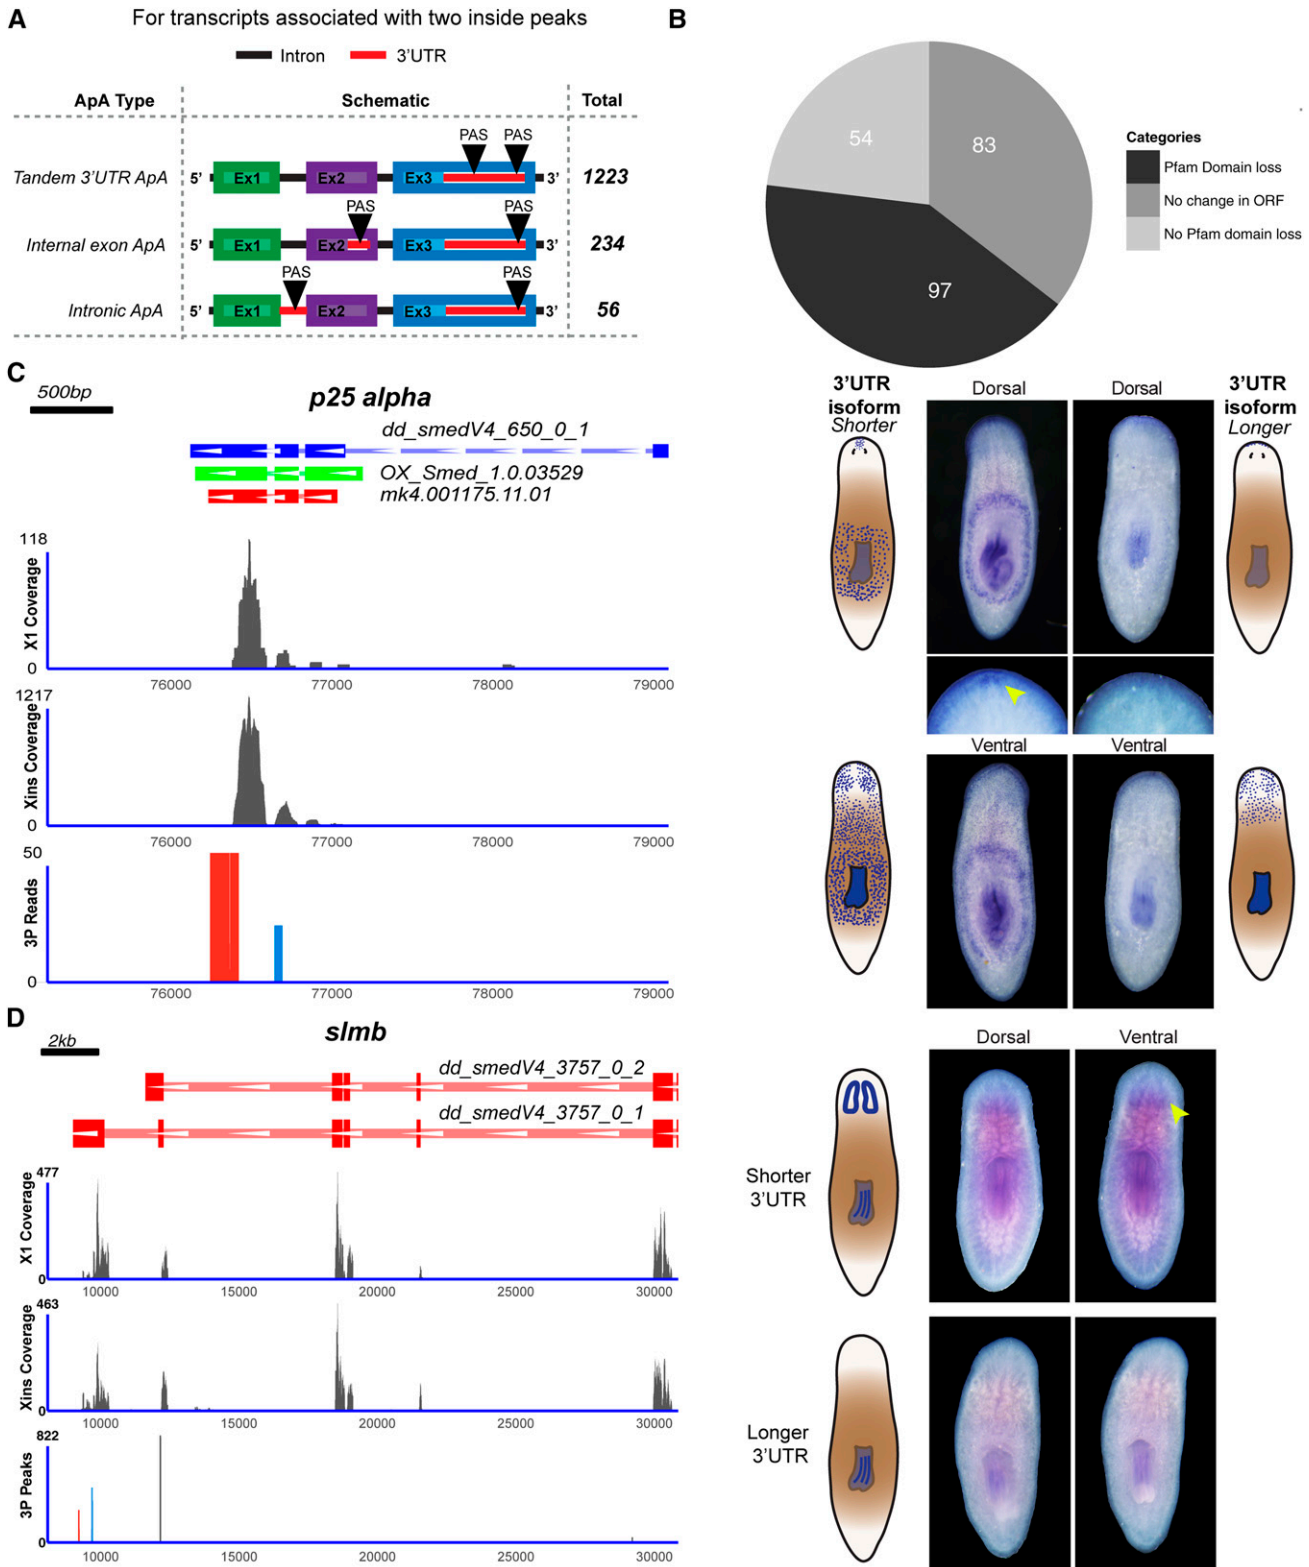 A
For transcripts associated with two inside peaks
Intron
3'UTR
ApA Type
Schematic
Total
Tandem 3'UTR ApA
5'
Ex1
Ex2
Ex3
PAS
PAS
3'
1223
Internal exon ApA
5'
Ex1
Ex2
PAS
Ex3
PAS
3'
234
Intronic ApA
5'
Ex1
PAS
Ex2
Ex3
PAS
3'
56
B
54
83
97
Categories
Pfam Domain loss
No change in ORF
No Pfam domain loss
C
500bp
p25 alpha
dd_smedV4_650_0_1
OX_Smed_1.0.03529
mk4.001175.11.01
118
X1 Coverage
0
76000
77000
78000
79000
1217
Xins Coverage
0
76000
77000
78000
79000
50
3P Reads
0
76000
77000
78000
79000
3'UTR
isoform
Shorter
Dorsal
Dorsal
3'UTR
isoform
Longer
Ventral
Ventral
D
2kb
slmb
dd_smedV4_3757_0_2
dd_smedV4_3757_0_1
477
X1 Coverage
0
10000
15000
20000
25000
30000
463
Xins Coverage
0
10000
15000
20000
25000
30000
822
3P Peaks
0
10000
15000
20000
25000
30000
Dorsal
Ventral
Shorter
3'UTR
Longer
3'UTR